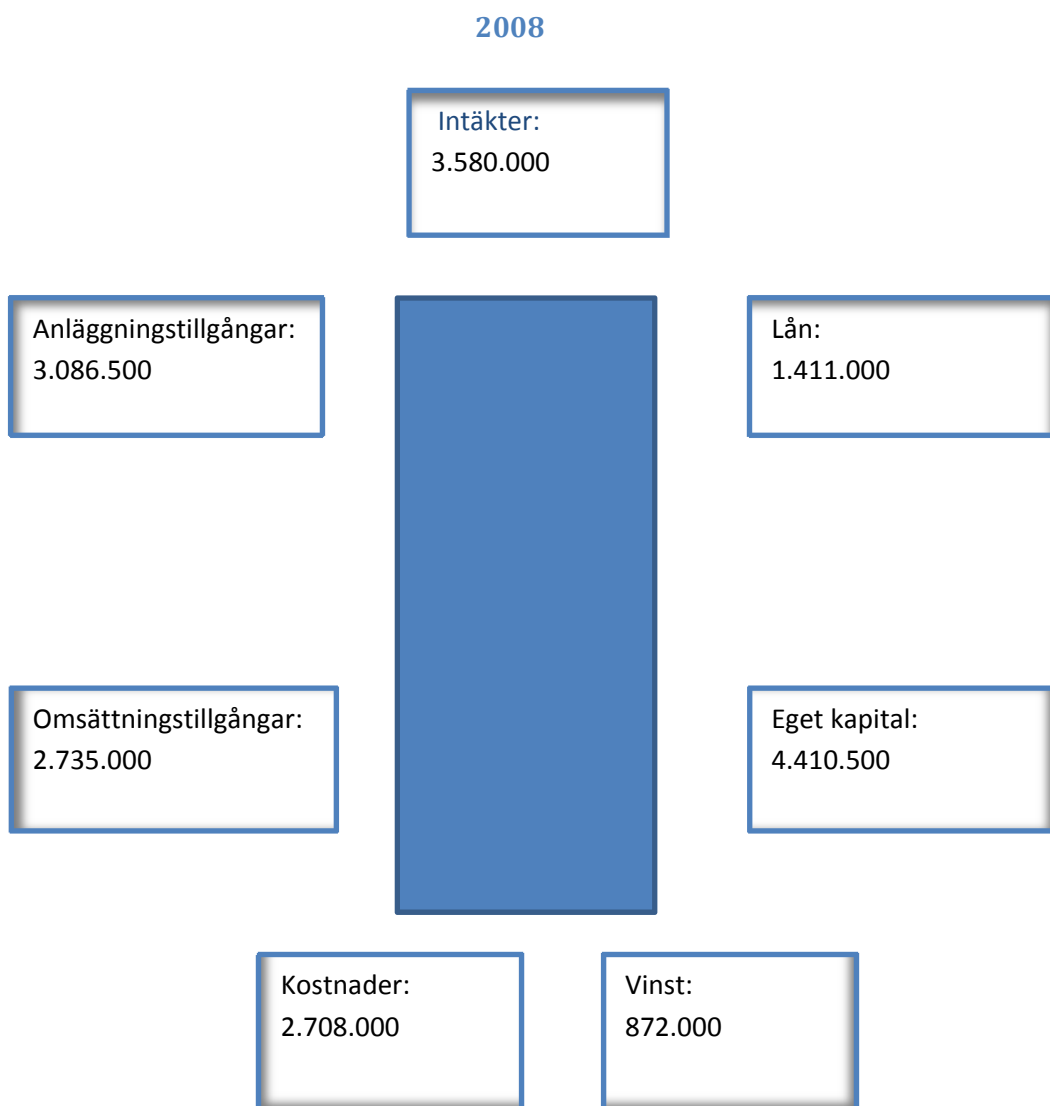 2008
Intäkter:
3.580.000
Anläggningstillgångar:
3.086.500
Lån:
1.411.000
Omsättningstillgångar:
2.735.000
Eget kapital:
4.410.500
Kostnader:
2.708.000
Vinst:
872.000